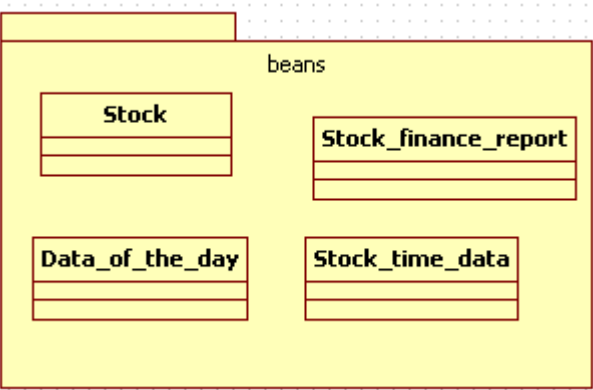 beans
Stock
Stock_finance_report
Data_of_the_day
Stock_time_data